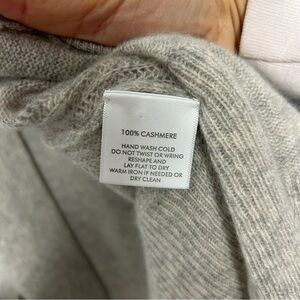 100% CASHMERE
HAND WASH COLD
DO NOT TWIST OR WRING
RESHAPE AND
LAY FLAT TO DRY
WARM IRON IF NEEDED OR
DRY CLEAN